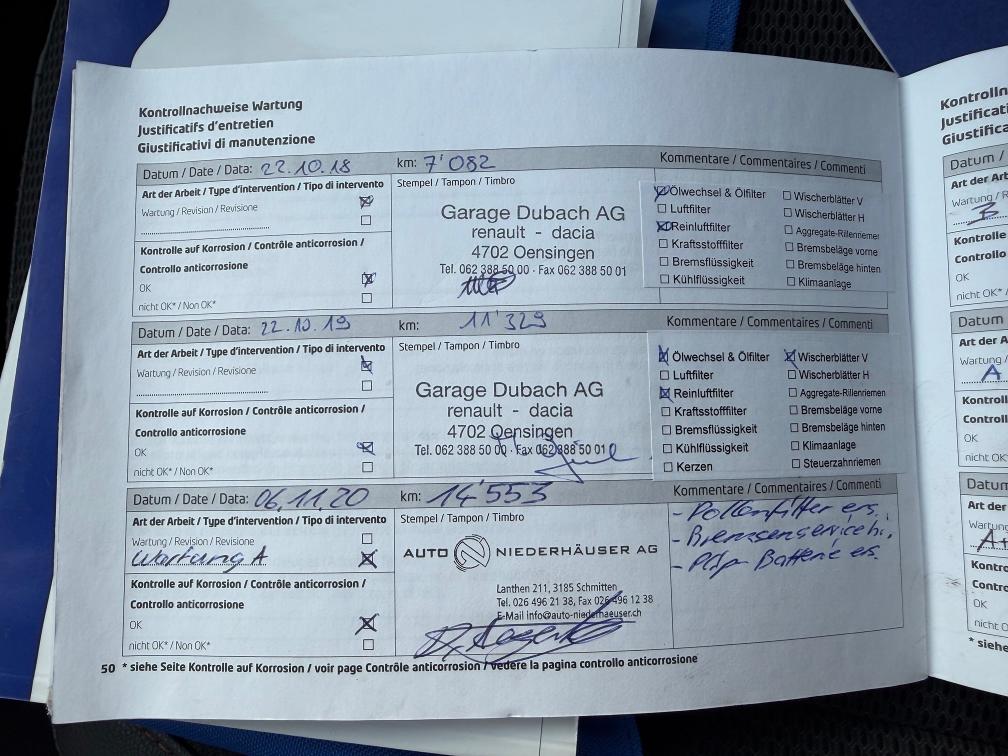 Kontrollnachweise Wartung
Justificatifs d'entretien
Giustificativi di manutenzione
Datum / Date / Data: 22.10.18 km: 7'082 Kommentare / Commentaires / Commenti
Art der Arbeit / Type d'intervention / Tipo di intervento
Stempel / Tampon / Timbro
Wartung / Revision / Revisione
Kontrolle auf Korrosion / Contrôle anticorrosion /
Controllo anticorrosione
OK
nicht OK* / Non OK*
Garage Dubach AG
renault - dacia
4702 Oensingen
Tel. 062 388 50 00 · Fax 062 388 50 01
Ölwechsel & Ölfilter
Luftfilter
Reinluftfilter
Kraftstofffilter
Bremsflüssigkeit
Kühlflüssigkeit
Wischerblätter V
Wischerblätter H
Aggregate-Rillenriemen
Bremsbeläge vorne
Bremsbeläge hinten
Klimaanlage
Datum / Date / Data: 22.10.19 km: 11'329 Kommentare / Commentaires / Commenti
Art der Arbeit / Type d'intervention / Tipo di intervento
Stempel / Tampon / Timbro
Wartung / Revision / Revisione
Kontrolle auf Korrosion / Contrôle anticorrosion /
Controllo anticorrosione
OK
nicht OK* / Non OK*
Garage Dubach AG
renault - dacia
4702 Oensingen
Tel. 062 388 50 00 · Fax 062 388 50 01
Ölwechsel & Ölfilter
Luftfilter
Reinluftfilter
Kraftstofffilter
Bremsflüssigkeit
Kühlflüssigkeit
Kerzen
Wischerblätter V
Wischerblätter H
Aggregate-Rillenriemen
Bremsbeläge vorne
Bremsbeläge hinten
Klimaanlage
Steuerzahnriemen
Datum / Date / Data: 06.11.20 km: 14'553 Kommentare / Commentaires / Commenti
Art der Arbeit / Type d'intervention / Tipo di intervento
Stempel / Tampon / Timbro
Wartung / Revision / Revisione
Wartung A
Kontrolle auf Korrosion / Contrôle anticorrosion /
Controllo anticorrosione
OK
nicht OK* / Non OK*
AUTO NIEDERHÄUSER AG
Lanthen 211, 3185 Schmitten
Tel. 026 496 21 38, Fax 026 496 12 38
E-Mail info@auto-niederhaeuser.ch
- Pollenfilter ers.
- Bremsenservice hi.
- Batterie ers.
50 * siehe Seite Kontrolle auf Korrosion / voir page Contrôle anticorrosion / vedere la pagina controllo anticorrosione
Datum /
Art der Ar
Wartung / R
B
Kontrolle
Controllo
OK
nicht OK*
Datum
Art der A
Wartung /
A
OK
nicht OK
Datum
Art der
A+
nicht O
* siehe